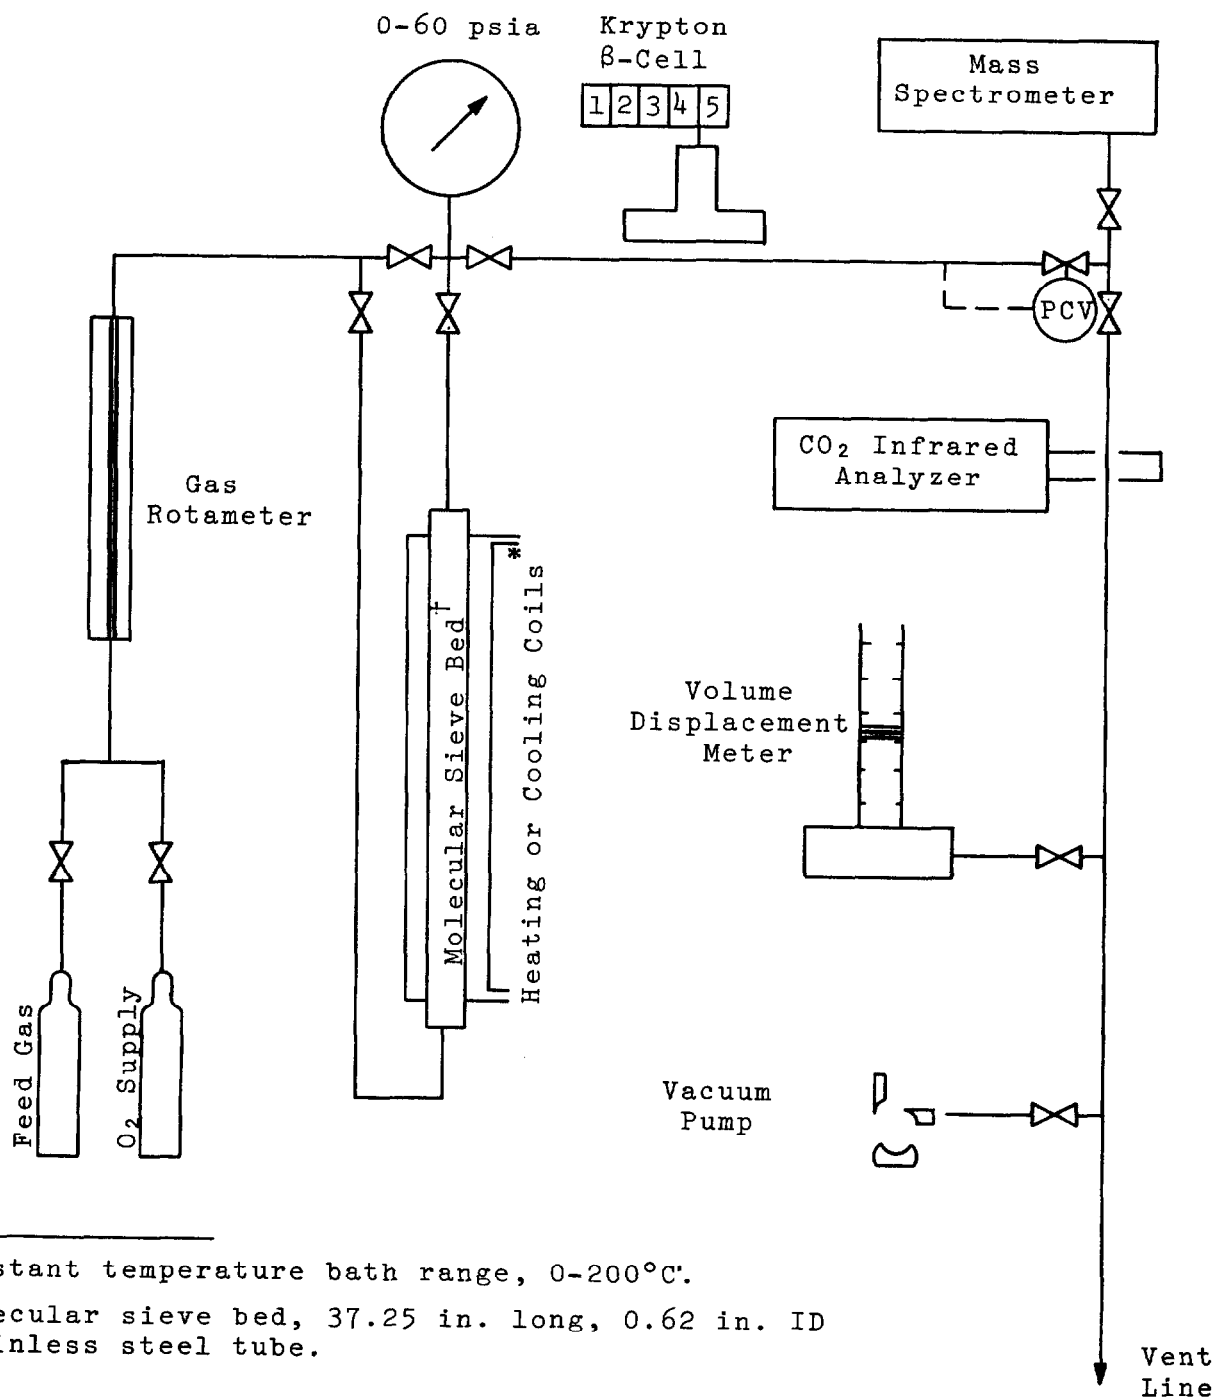 0-60 psia
Krypton
β-Cell
1 2 3 4 5
Mass
Spectrometer
PCV
CO₂ Infrared
Analyzer
Gas
Rotameter
*
Molecular Sieve Bed†
Heating or Cooling Coils
Volume
Displacement
Meter
Feed Gas
O₂ Supply
Vacuum
Pump
stant temperature bath range, 0-200°C.
ecular sieve bed, 37.25 in. long, 0.62 in. ID
inless steel tube.
Vent
Line